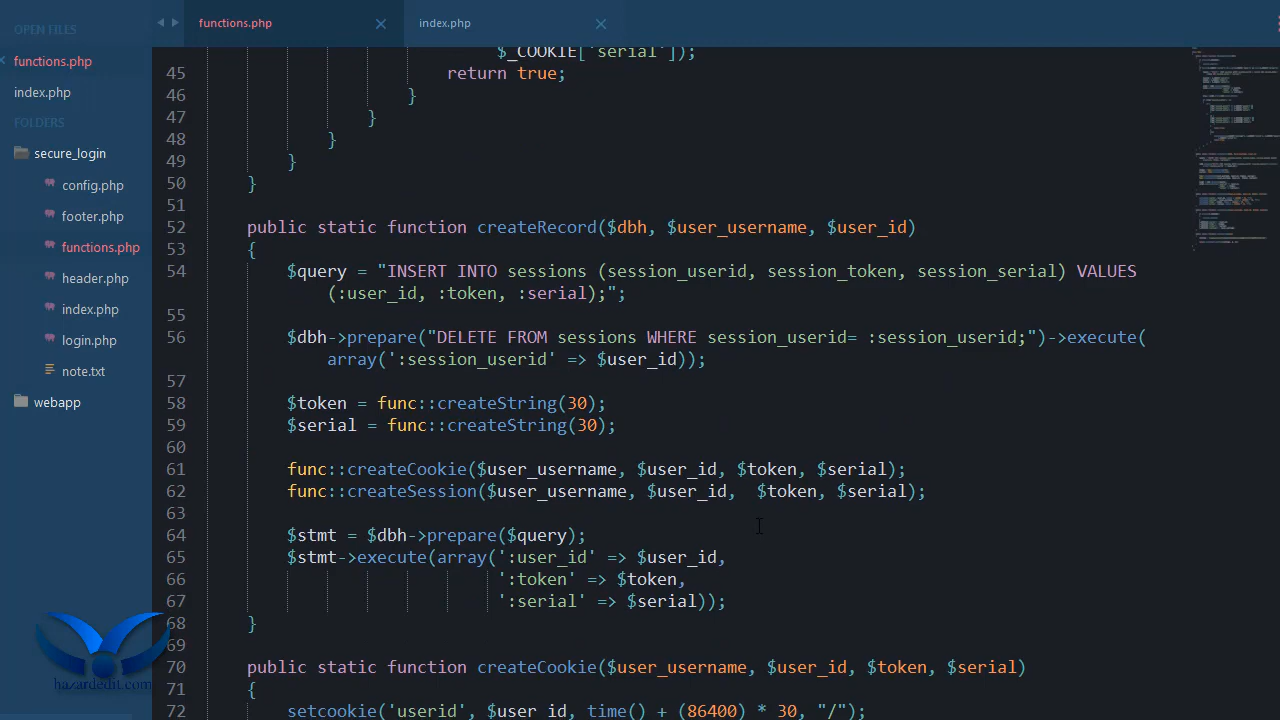 OPEN FILES
functions.php
index.php
FOLDERS
secure_login
config.php
footer.php
functions.php
header.php
index.php
login.php
note.txt
webapp
hazardedit.com
functions.php
index.php
$_COOKIE['serial']);
45 return true;
46 }
47 }
48 }
49 }
50 }
51
52 public static function createRecord($dbh, $user_username, $user_id)
53 {
54 $query = "INSERT INTO sessions (session_userid, session_token, session_serial) VALUES
(:user_id, :token, :serial);";
55
56 $dbh->prepare("DELETE FROM sessions WHERE session_userid= :session_userid;")->execute(
array(':session_userid' => $user_id));
57
58 $token = func::createString(30);
59 $serial = func::createString(30);
60
61 func::createCookie($user_username, $user_id, $token, $serial);
62 func::createSession($user_username, $user_id,  $token, $serial);
63
64 $stmt = $dbh->prepare($query);
65 $stmt->execute(array(':user_id' => $user_id,
66 ':token' => $token,
67 ':serial' => $serial));
68 }
69
70 public static function createCookie($user_username, $user_id, $token, $serial)
71 {
72 setcookie('userid', $user_id, time() + (86400) * 30, "/");